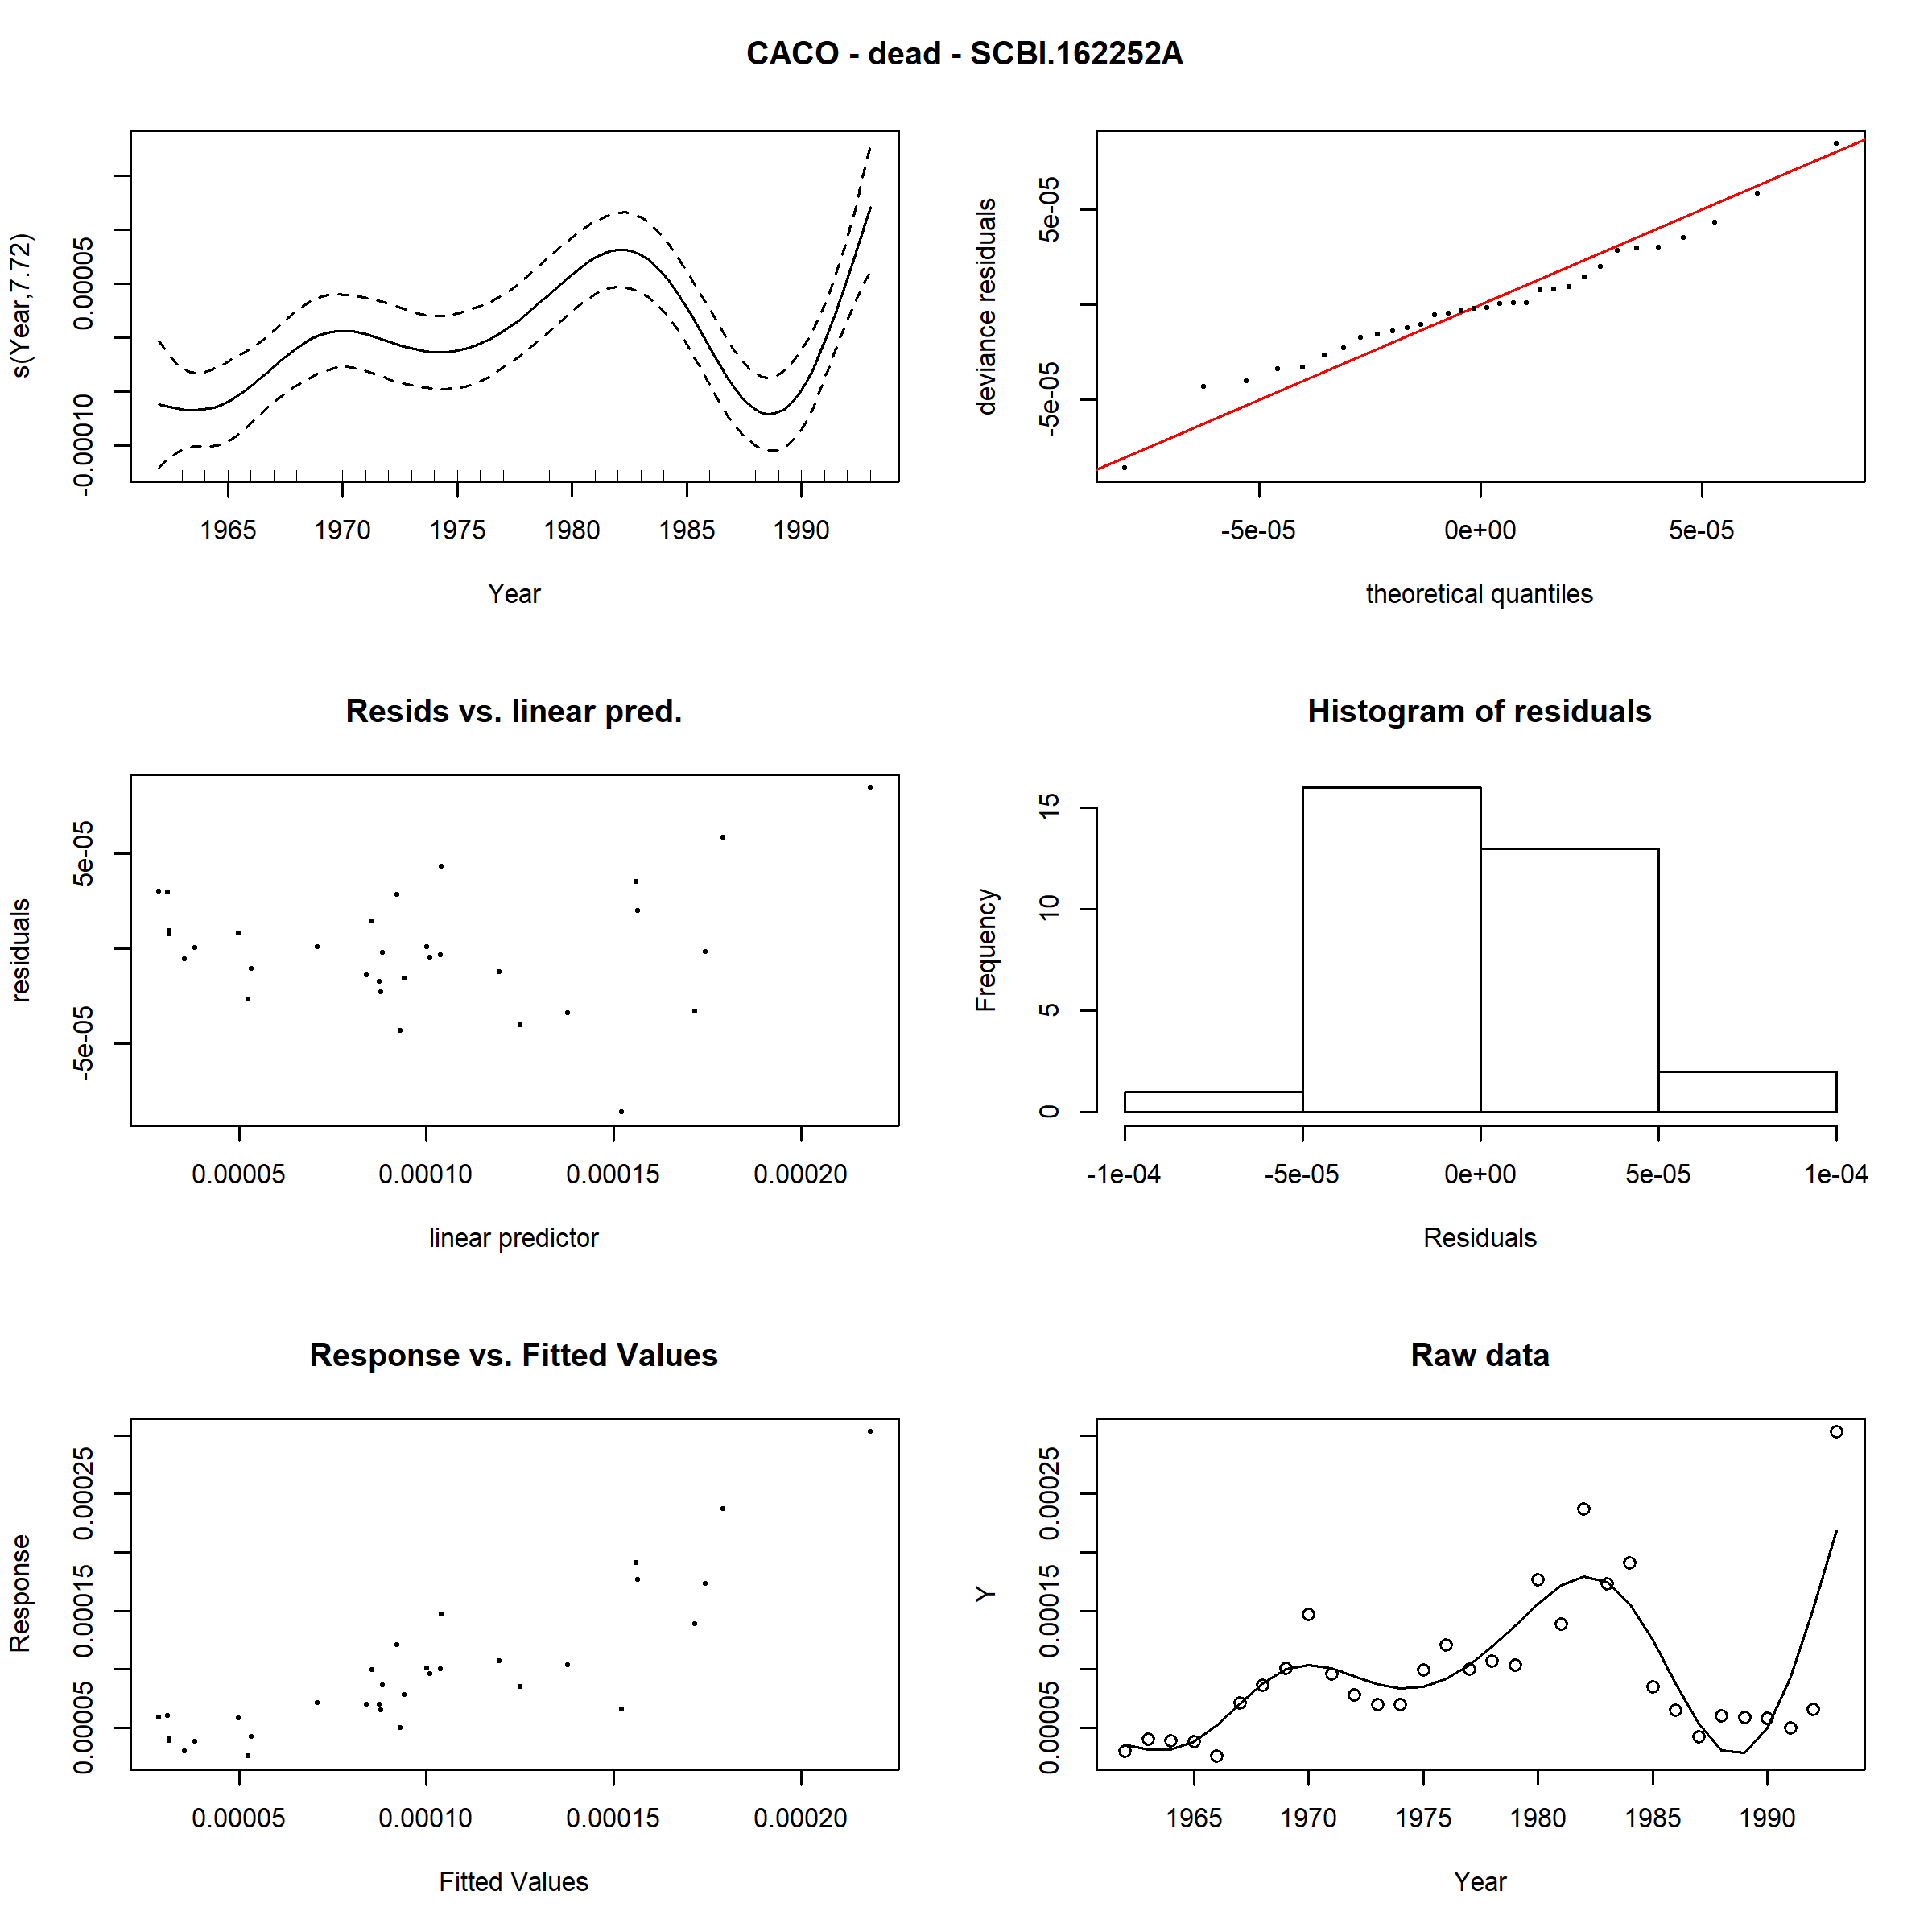 CACO - dead - SCBI.162252A
s(Year,7.72)
-0.00010 0.00005
1965 1970 1975 1980 1985 1990
Year
deviance residuals
-5e-05 5e-05
-5e-05 0e+00 5e-05
theoretical quantiles
Resids vs. linear pred.
residuals
-5e-05 5e-05
0.00005 0.00010 0.00015 0.00020
linear predictor
Histogram of residuals
Frequency
0 5 10 15
-1e-04 -5e-05 0e+00 5e-05 1e-04
Residuals
Response vs. Fitted Values
Response
0.00005 0.00015 0.00025
0.00005 0.00010 0.00015 0.00020
Fitted Values
Raw data
Y
0.00005 0.00015 0.00025
1965 1970 1975 1980 1985 1990
Year